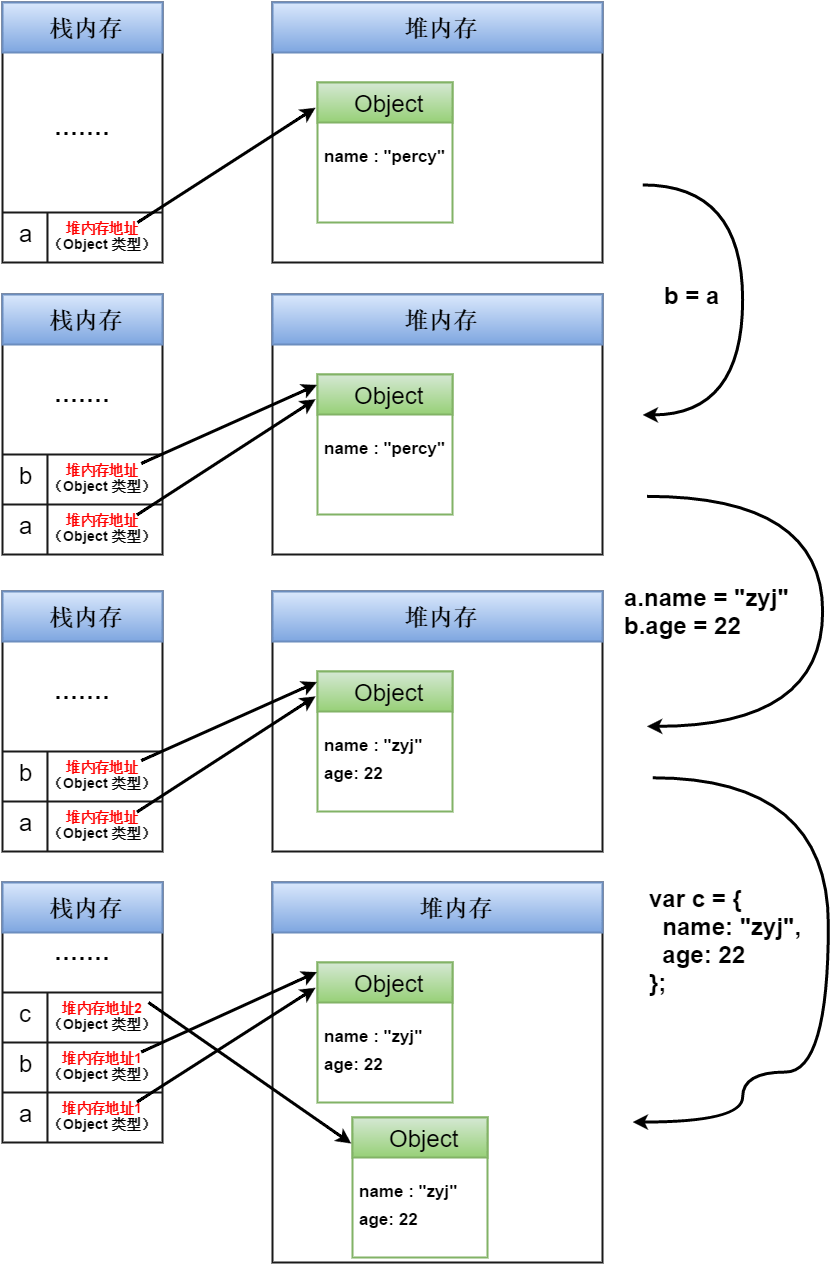 栈内存
堆内存
.......
Object
name : "percy"
a
堆内存地址
（Object 类型）
b = a
栈内存
堆内存
.......
Object
name : "percy"
b
堆内存地址
（Object 类型）
a
堆内存地址
（Object 类型）
a.name = "zyj"
b.age = 22
栈内存
堆内存
.......
Object
name : "zyj"
age: 22
b
堆内存地址
（Object 类型）
a
堆内存地址
（Object 类型）
var c = {
name: "zyj",
age: 22
};
栈内存
堆内存
.......
Object
name : "zyj"
age: 22
c
堆内存地址2
（Object 类型）
b
堆内存地址1
（Object 类型）
a
堆内存地址1
（Object 类型）
Object
name : "zyj"
age: 22